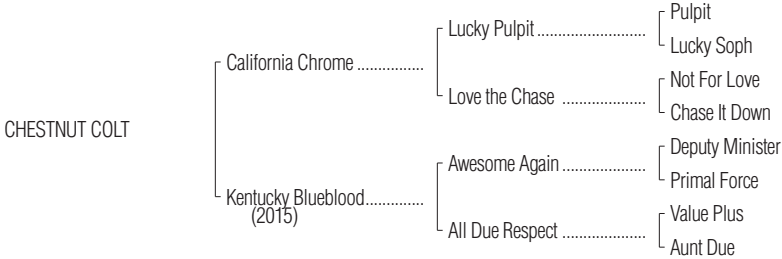 Pulpit
Lucky Pulpit ..........................
Lucky Soph
California Chrome ................
Not For Love
Love the Chase ....................
Chase It Down
CHESTNUT COLT
Deputy Minister
Awesome Again ....................
Primal Force
Kentucky Blueblood..............
(2015)
Value Plus
All Due Respect ....................
Aunt Due